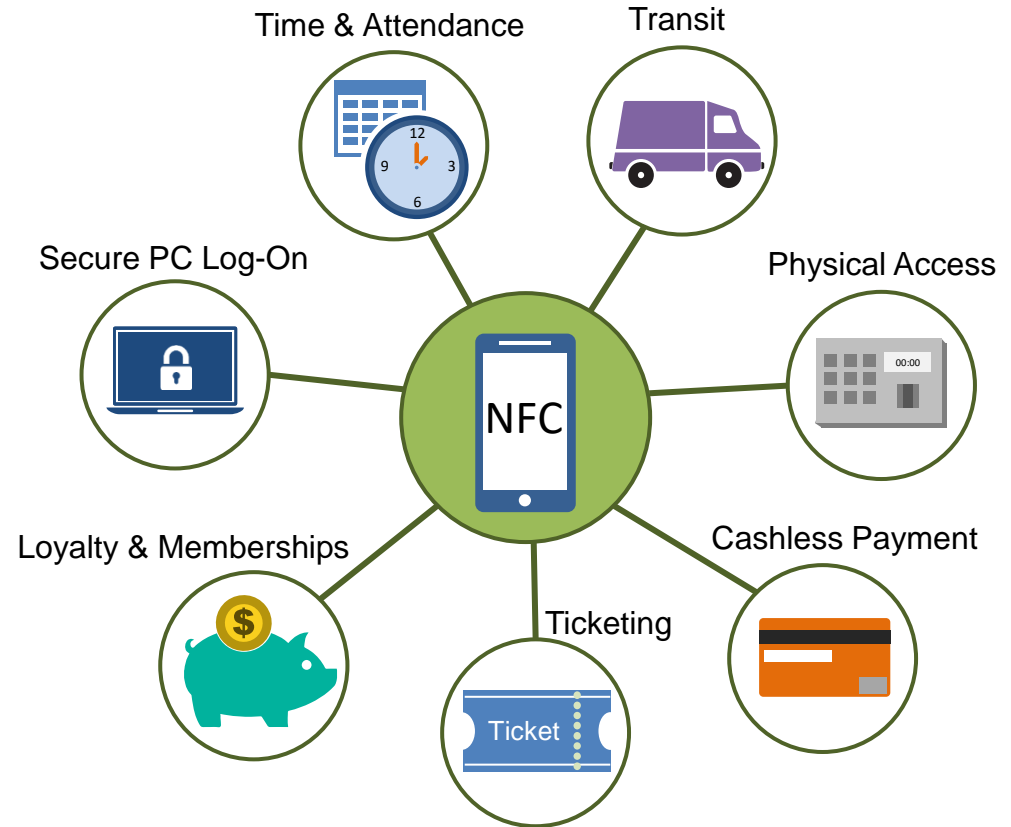 Time & Attendance
Transit
12
9
3
6
Secure PC Log-On
Physical Access
00:00
NFC
Loyalty & Memberships
Cashless Payment
$
Ticketing
Ticket